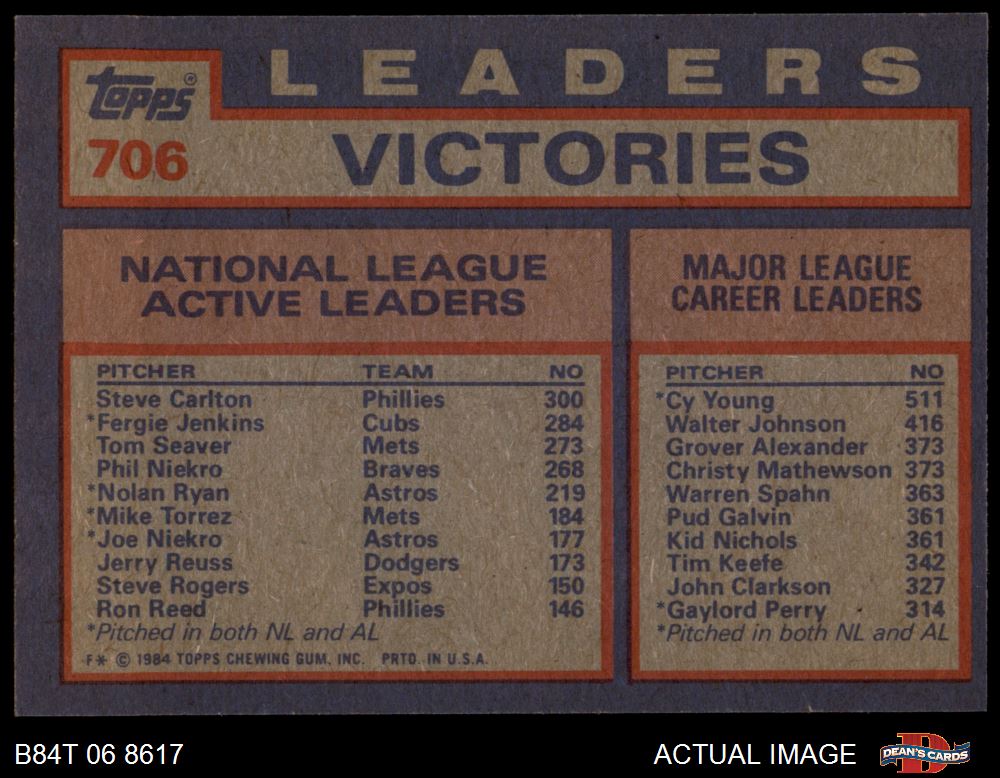 LEADERS
topps®
706
VICTORIES
NATIONAL LEAGUE
ACTIVE LEADERS
PITCHER TEAM NO
Steve Carlton Phillies 300
*Fergie Jenkins Cubs 284
Tom Seaver Mets 273
Phil Niekro Braves 268
*Nolan Ryan Astros 219
*Mike Torrez Mets 184
*Joe Niekro Astros 177
Jerry Reuss Dodgers 173
Steve Rogers Expos 150
Ron Reed Phillies 146
*Pitched in both NL and AL
F* © 1984 TOPPS CHEWING GUM, INC. PRTD. IN U.S.A.
MAJOR LEAGUE
CAREER LEADERS
PITCHER NO
*Cy Young 511
Walter Johnson 416
Grover Alexander 373
Christy Mathewson 373
Warren Spahn 363
Pud Galvin 361
Kid Nichols 361
Tim Keefe 342
John Clarkson 327
*Gaylord Perry 314
*Pitched in both NL and AL
B84T 06 8617
ACTUAL IMAGE
D
DEAN'S CARDS